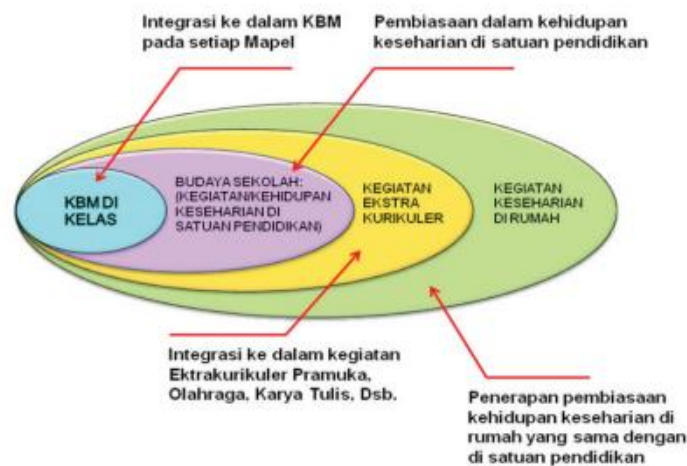 Integrasi ke dalam KBM
pada setiap Mapel
Pembiasaan dalam kehidupan
keseharian di satuan pendidikan
KBM DI
KELAS
BUDAYA SEKOLAH:
(KEGIATAN/KEHIDUPAN
KESEHARIAN DI
SATUAN PENDIDIKAN)
KEGIATAN
EKSTRA
KURIKULER
KEGIATAN
KESEHARIAN
DI RUMAH
Integrasi ke dalam kegiatan
Ektrakurikuler Pramuka,
Olahraga, Karya Tulis, Dsb.
Penerapan pembiasaan
kehidupan keseharian di
rumah yang sama dengan
di satuan pendidikan